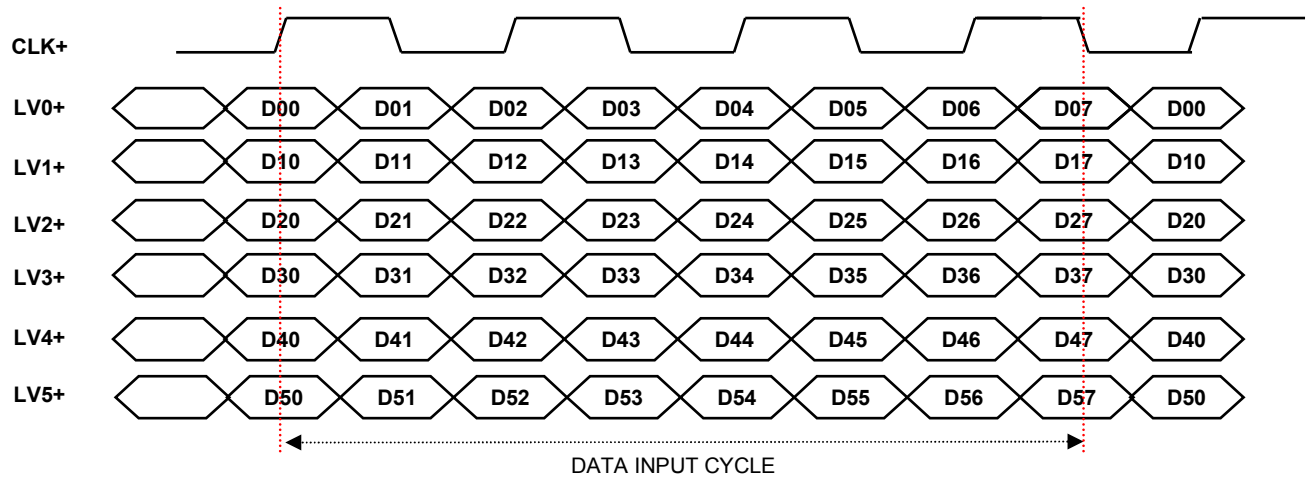 CLK+
LV0+ D00 D01 D02 D03 D04 D05 D06 D07 D00
LV1+ D10 D11 D12 D13 D14 D15 D16 D17 D10
LV2+ D20 D21 D22 D23 D24 D25 D26 D27 D20
LV3+ D30 D31 D32 D33 D34 D35 D36 D37 D30
LV4+ D40 D41 D42 D43 D44 D45 D46 D47 D40
LV5+ D50 D51 D52 D53 D54 D55 D56 D57 D50
DATA INPUT CYCLE